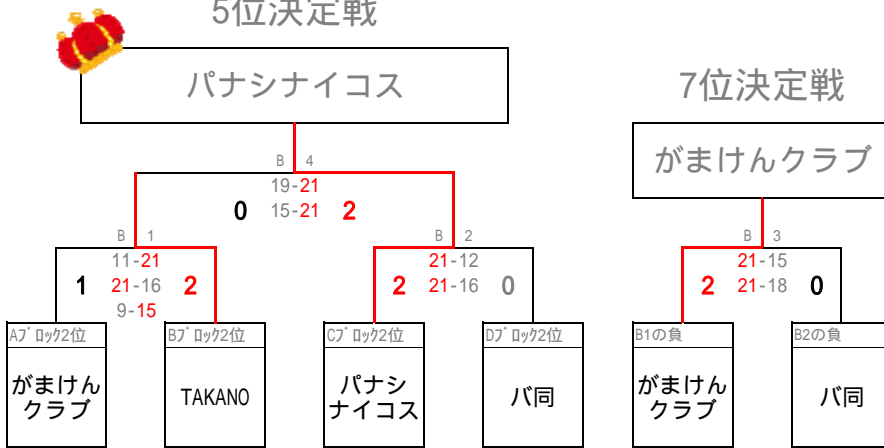 5位決定戦
パナシナイコス
7位決定戦
がまけんクラブ
B 4
19-21
0 15-21 2
B 1
11-21
1 21-16 2
9-15
B 2
21-12
2 21-16 0
B 3
21-15
2 21-18 0
Aブロック2位
がまけん
クラブ
Bブロック2位
TAKANO
Cブロック2位
パナシ
ナイコス
Dブロック2位
バ同
B1の負
がまけん
クラブ
B2の負
バ同